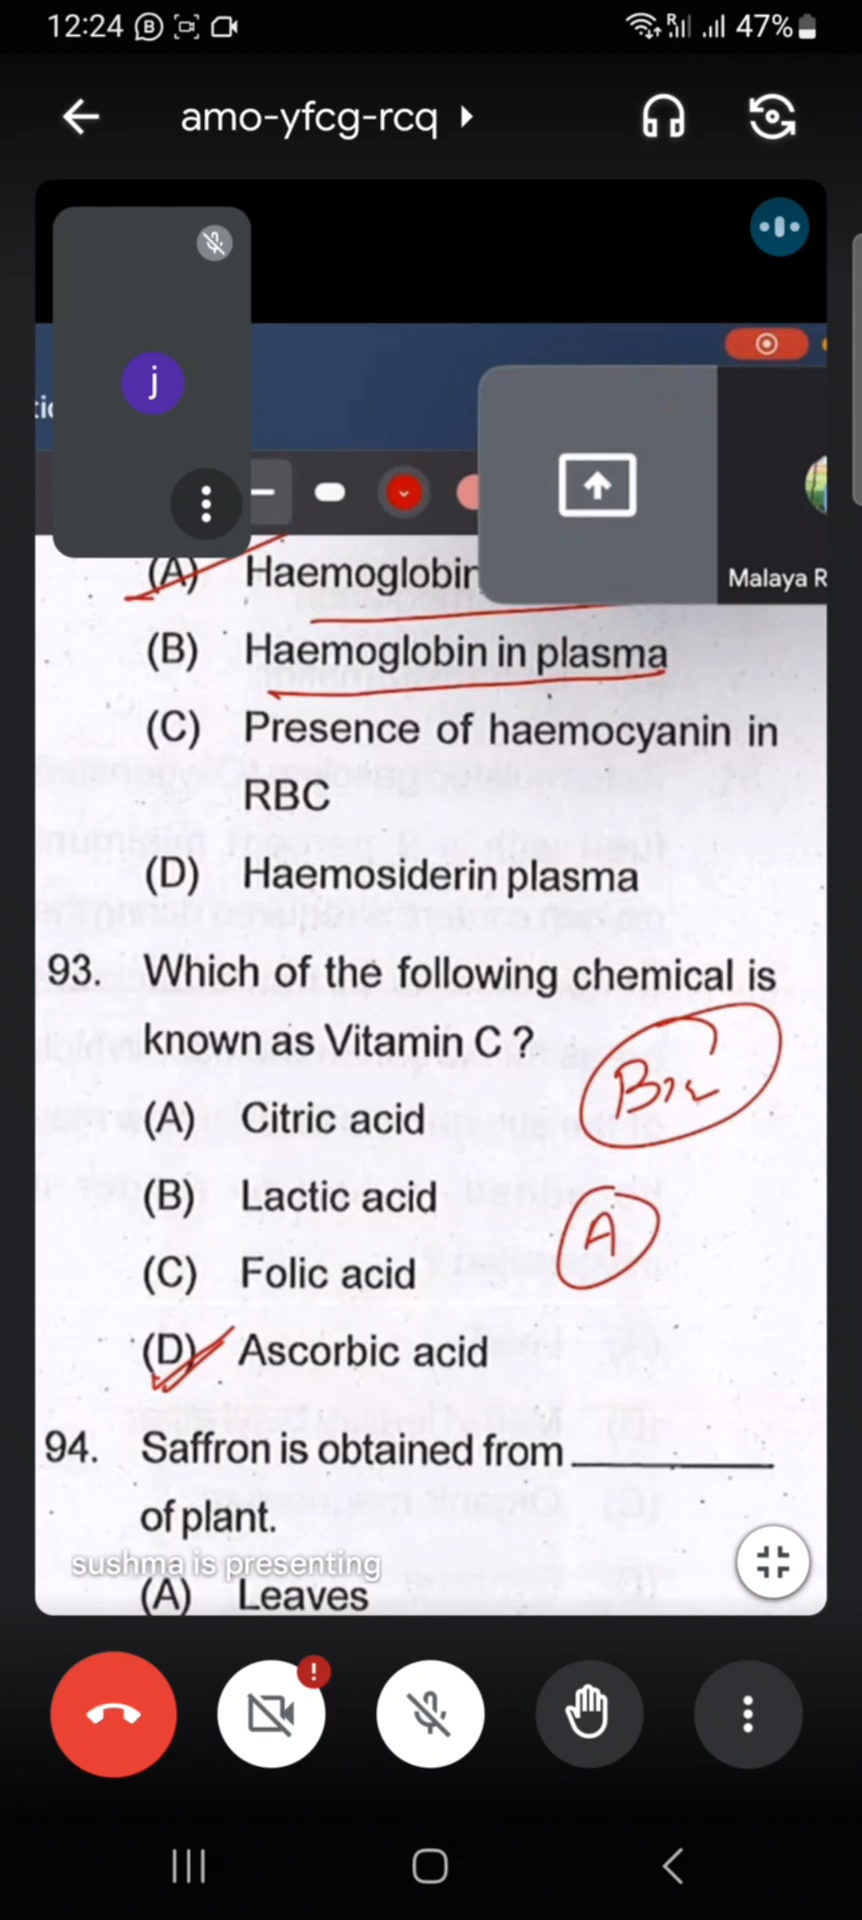 12:24
47%
amo-yfcg-rcq
j
Malaya R
(A) Haemoglobin
(B) Haemoglobin in plasma
(C) Presence of haemocyanin in
RBC
(D) Haemosiderin plasma
93. Which of the following chemical is
known as Vitamin C ?
B12
(A) Citric acid
(B) Lactic acid
A
(C) Folic acid
(D) Ascorbic acid
94. Saffron is obtained from ____________
of plant.
sushma is presenting
(A) Leaves